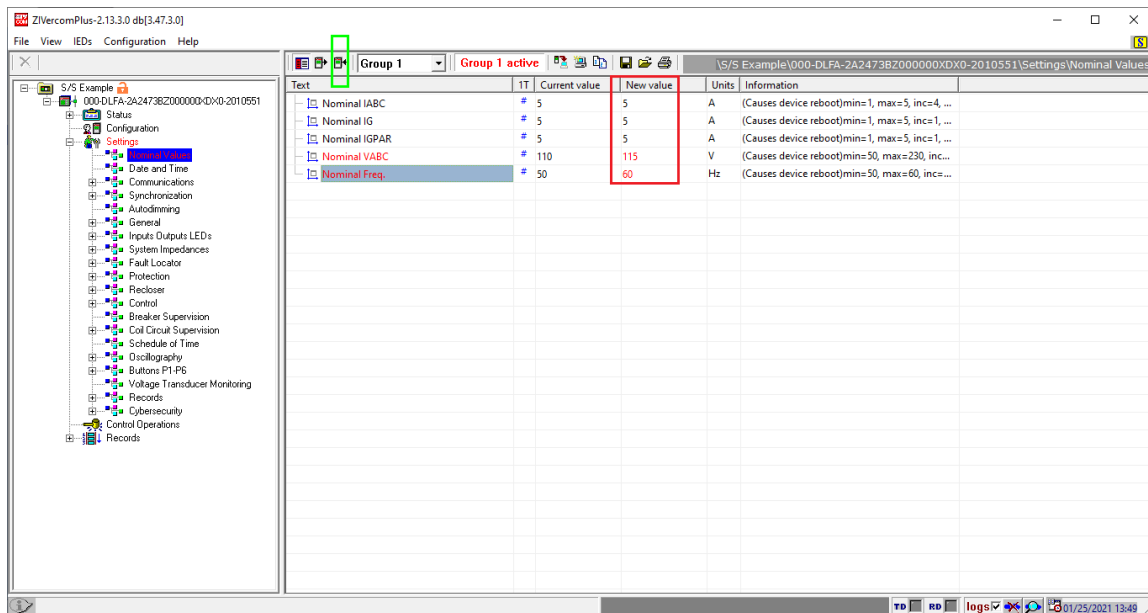 ZIVercomPlus-2.13.3.0 db[3.47.3.0]
File View IEDs Configuration Help
S
Group 1 Group 1 active \S/S Example\000-DLFA-2A2473BZ000000XDX0-2010551\Settings\Nominal Values
S/S Example
000-DLFA-2A2473BZ000000XDX0-2010551
Status
Configuration
Settings
Nominal Values
Date and Time
Communications
Synchronization
Autodimming
General
Inputs Outputs LEDs
System Impedances
Fault Locator
Protection
Recloser
Control
Breaker Supervision
Coil Circuit Supervision
Schedule of Time
Oscillography
Buttons P1-P6
Voltage Transducer Monitoring
Records
Cybersecurity
Control Operations
Records
Text 1T Current value New value Units Information
Nominal IABC # 5 5 A (Causes device reboot)min=1, max=5, inc=4, ...
Nominal IG # 5 5 A (Causes device reboot)min=1, max=5, inc=1, ...
Nominal IGPAR # 5 5 A (Causes device reboot)min=1, max=5, inc=1, ...
Nominal VABC # 110 115 V (Causes device reboot)min=50, max=230, inc...
Nominal Freq. # 50 60 Hz (Causes device reboot)min=50, max=60, inc=...
TD RD logs 01/25/2021 13:49